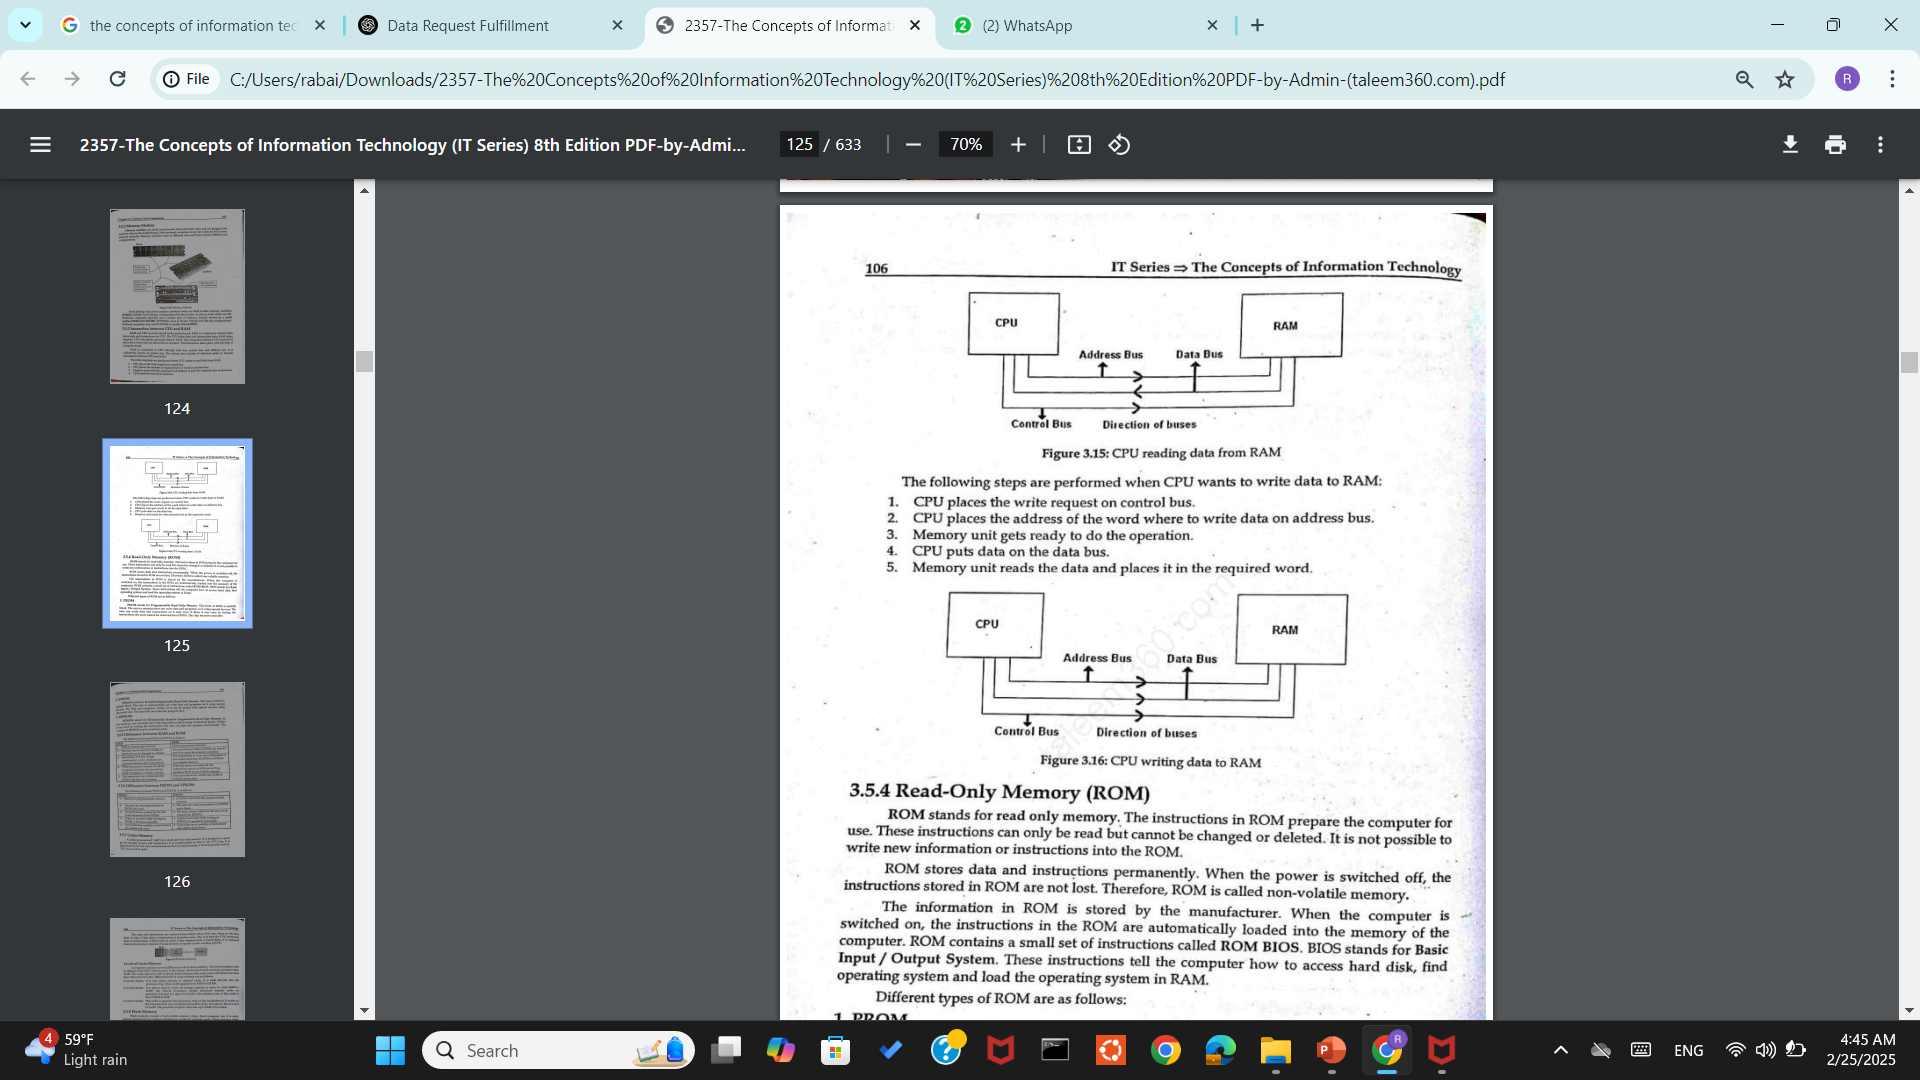 the concepts of information tec
Data Request Fulfillment
2357-The Concepts of Informat
(2) WhatsApp
File
C:/Users/rabai/Downloads/2357-The%20Concepts%20of%20Information%20Technology%20(IT%20Series)%208th%20Edition%20PDF-by-Admin-(taleem360.com).pdf
R
2357-The Concepts of Information Technology (IT Series) 8th Edition PDF-by-Admi...
125 / 633
70%
124
125
126
106
IT Series ⇒ The Concepts of Information Technology
CPU
RAM
Address Bus
Data Bus
Control Bus
Direction of buses
Figure 3.15: CPU reading data from RAM
The following steps are performed when CPU wants to write data to RAM:
1. CPU places the write request on control bus.
2. CPU places the address of the word where to write data on address bus.
3. Memory unit gets ready to do the operation.
4. CPU puts data on the data bus.
5. Memory unit reads the data and places it in the required word.
CPU
RAM
Address Bus
Data Bus
Control Bus
Direction of buses
Figure 3.16: CPU writing data to RAM
taleem360.com
3.5.4 Read-Only Memory (ROM)
ROM stands for read only memory. The instructions in ROM prepare the computer for
use. These instructions can only be read but cannot be changed or deleted. It is not possible to
write new information or instructions into the ROM.
ROM stores data and instructions permanently. When the power is switched off, the
instructions stored in ROM are not lost. Therefore, ROM is called non-volatile memory.
The information in ROM is stored by the manufacturer. When the computer is
switched on, the instructions in the ROM are automatically loaded into the memory of the
computer. ROM contains a small set of instructions called ROM BIOS. BIOS stands for Basic
Input / Output System. These instructions tell the computer how to access hard disk, find
operating system and load the operating system in RAM.
Different types of ROM are as follows:
1. PROM
4
59°F
Light rain
Search
ENG
4:45 AM
2/25/2025